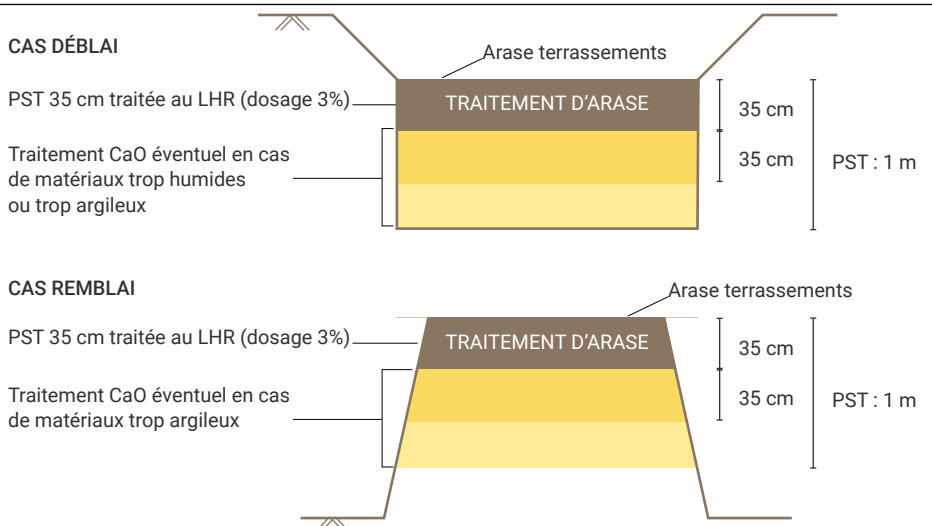 CAS DÉBLAI
Arase terrassements
PST 35 cm traitée au LHR (dosage 3%)
TRAITEMENT D'ARASE
35 cm
Traitement CaO éventuel en cas
de matériaux trop humides
ou trop argileux
35 cm
PST : 1 m
CAS REMBLAI
Arase terrassements
PST 35 cm traitée au LHR (dosage 3%)
TRAITEMENT D'ARASE
35 cm
Traitement CaO éventuel en cas
de matériaux trop argileux
35 cm
PST : 1 m